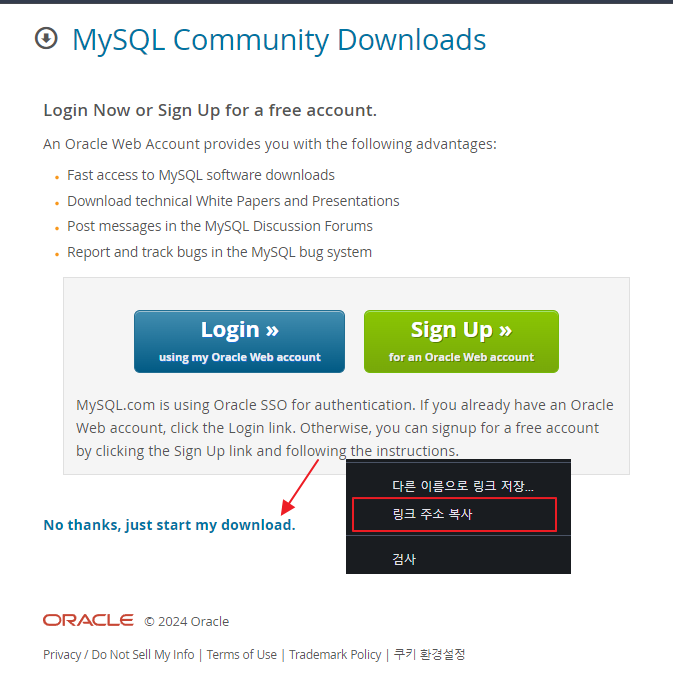 MySQL Community Downloads
Login Now or Sign Up for a free account.
An Oracle Web Account provides you with the following advantages:
Fast access to MySQL software downloads
Download technical White Papers and Presentations
Post messages in the MySQL Discussion Forums
Report and track bugs in the MySQL bug system
Login »
using my Oracle Web account
Sign Up »
for an Oracle Web account
MySQL.com is using Oracle SSO for authentication. If you already have an Oracle
Web account, click the Login link. Otherwise, you can signup for a free account
by clicking the Sign Up link and following the instructions.
다른 이름으로 링크 저장...
링크 주소 복사
검사
No thanks, just start my download.
ORACLE © 2024 Oracle
Privacy / Do Not Sell My Info | Terms of Use | Trademark Policy | 쿠키 환경설정